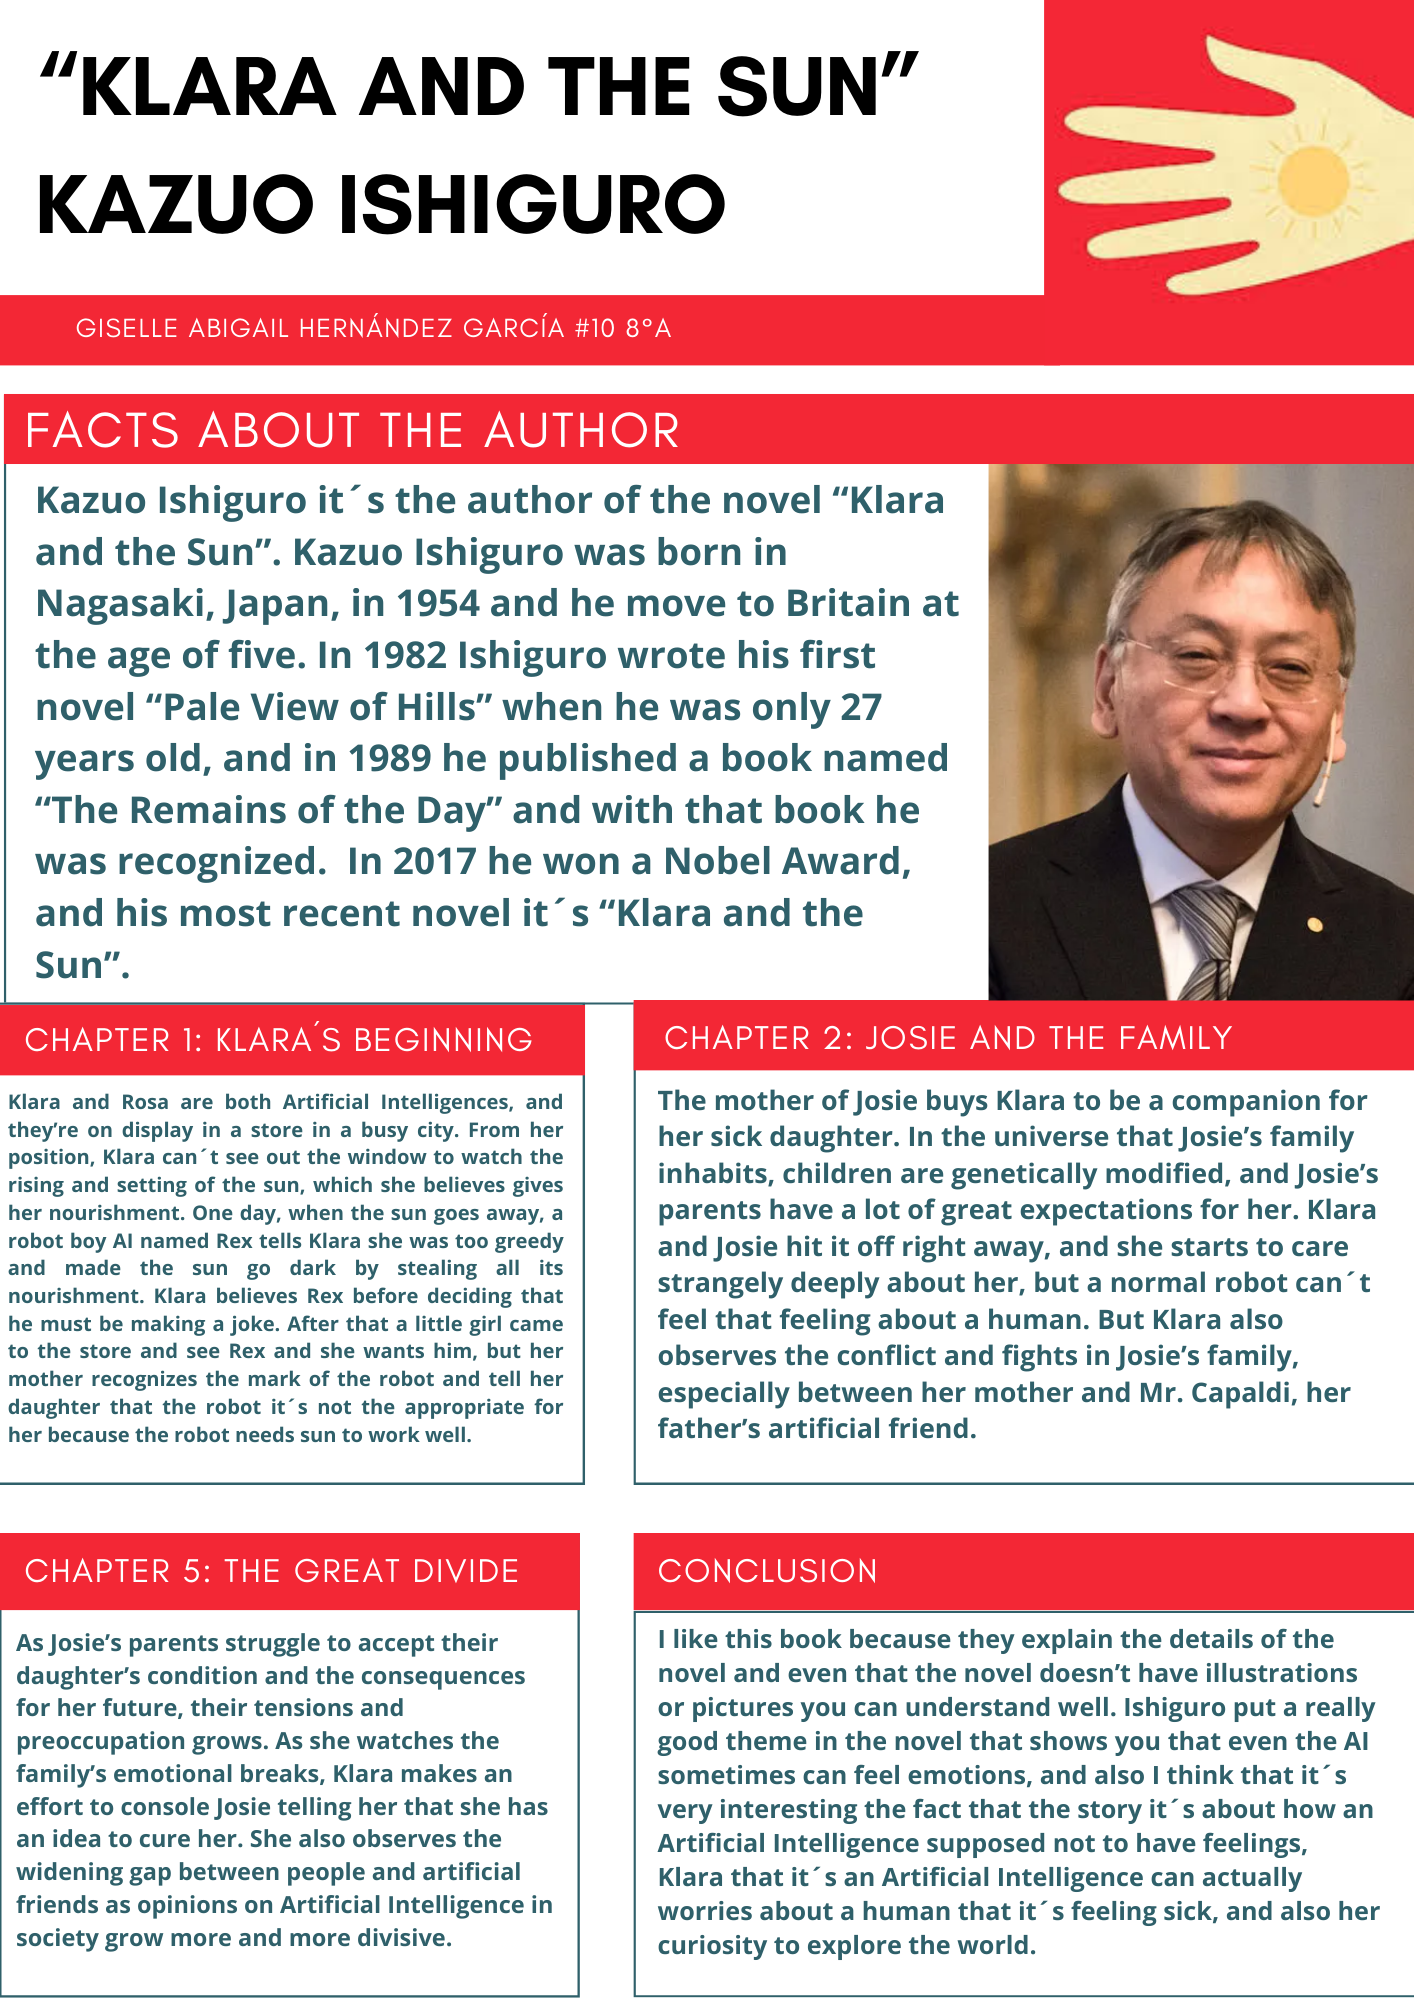 “KLARA AND THE SUN”
KAZUO ISHIGURO
GISELLE ABIGAIL HERNÁNDEZ GARCÍA #10 8°A
FACTS ABOUT THE AUTHOR
Kazuo Ishiguro it´s the author of the novel “Klara
and the Sun”. Kazuo Ishiguro was born in
Nagasaki, Japan, in 1954 and he move to Britain at
the age of five. In 1982 Ishiguro wrote his first
novel “Pale View of Hills” when he was only 27
years old, and in 1989 he published a book named
“The Remains of the Day” and with that book he
was recognized.  In 2017 he won a Nobel Award,
and his most recent novel it´s “Klara and the
Sun”.
CHAPTER 1: KLARA´S BEGINNING
Klara and Rosa are both Artificial Intelligences, and
they’re on display in a store in a busy city. From her
position, Klara can´t see out the window to watch the
rising and setting of the sun, which she believes gives
her nourishment. One day, when the sun goes away, a
robot boy AI named Rex tells Klara she was too greedy
and made the sun go dark by stealing all its
nourishment. Klara believes Rex before deciding that
he must be making a joke. After that a little girl came
to the store and see Rex and she wants him, but her
mother recognizes the mark of the robot and tell her
daughter that the robot it´s not the appropriate for
her because the robot needs sun to work well.
CHAPTER 2: JOSIE AND THE FAMILY
The mother of Josie buys Klara to be a companion for
her sick daughter. In the universe that Josie’s family
inhabits, children are genetically modified, and Josie’s
parents have a lot of great expectations for her. Klara
and Josie hit it off right away, and she starts to care
strangely deeply about her, but a normal robot can´t
feel that feeling about a human. But Klara also
observes the conflict and fights in Josie’s family,
especially between her mother and Mr. Capaldi, her
father’s artificial friend.
CHAPTER 5: THE GREAT DIVIDE
As Josie’s parents struggle to accept their
daughter’s condition and the consequences
for her future, their tensions and
preoccupation grows. As she watches the
family’s emotional breaks, Klara makes an
effort to console Josie telling her that she has
an idea to cure her. She also observes the
widening gap between people and artificial
friends as opinions on Artificial Intelligence in
society grow more and more divisive.
CONCLUSION
I like this book because they explain the details of the
novel and even that the novel doesn’t have illustrations
or pictures you can understand well. Ishiguro put a really
good theme in the novel that shows you that even the AI
sometimes can feel emotions, and also I think that it´s
very interesting the fact that the story it´s about how an
Artificial Intelligence supposed not to have feelings,
Klara that it´s an Artificial Intelligence can actually
worries about a human that it´s feeling sick, and also her
curiosity to explore the world.